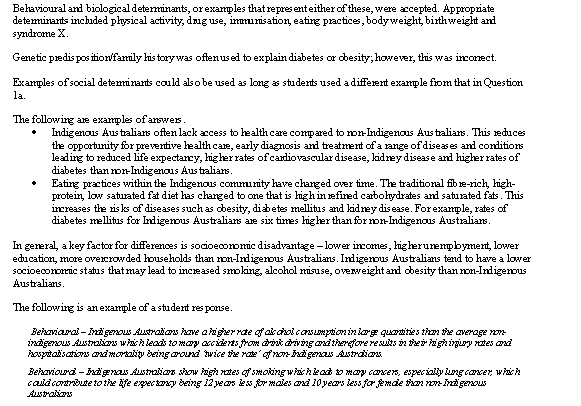 Behavioural and biological determinants, or examples that represent either of these, were accepted. Appropriate
determinants included physical activity, drug use, immunisation, eating practices, body weight, birthweight and
syndrome X.
Genetic predisposition/family history was often used to explain diabetes or obesity; however, this was incorrect.
Examples of social determinants could also be used as long as students used a different example from that in Question
1a.
The following are examples of answers.
• Indigenous Australians often lack access to health care compared to non-Indigenous Australians. This reduces
the opportunity for preventive health care, early diagnosis and treatment of a range of diseases and conditions
leading to reduced life expectancy, higher rates of cardiovascular disease, kidney disease and higher rates of
diabetes than non-Indigenous Australians.
• Eating practices within the Indigenous community have changed over time. The traditional fibre-rich, high-
protein, low saturated fat diet has changed to one that is high in refined carbohydrates and saturated fats. This
increases the risks of diseases such as obesity, diabetes mellitus and kidney disease. For example, rates of
diabetes mellitus for Indigenous Australians are six times higher than for non-Indigenous Australians.
In general, a key factor for differences is socioeconomic disadvantage – lower incomes, higher unemployment, lower
education, more overcrowded households than non-Indigenous Australians. Indigenous Australians tend to have a lower
socioeconomic status that may lead to increased smoking, alcohol misuse, overweight and obesity than non-Indigenous
Australians.
The following is an example of a student response.
Behavioural – Indigenous Australians have a higher rate of alcohol consumption in large quantities than the average non-
indigenous Australians which leads to many accidents from drink driving and therefore results in their high injury rates and
hospitalisations and mortality being around 'twice the rate' of non-Indigenous Australians.
Behavioural – Indigenous Australians show high rates of smoking which leads to many cancers, especially lung cancer, which
could contribute to the life expectancy being 12 years less for males and 10 years less for female than non-Indigenous
Australians